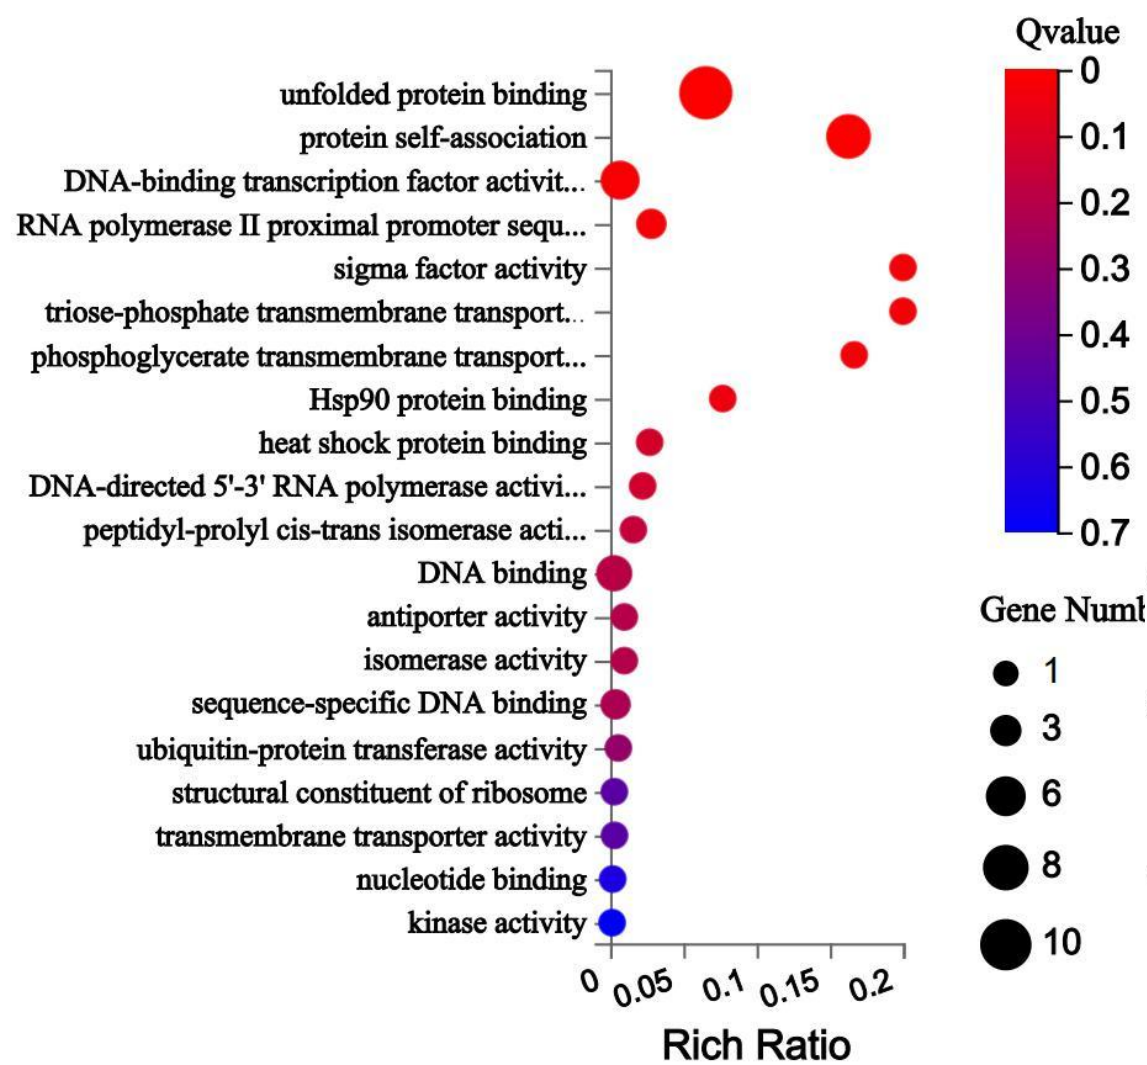 Qvalue
0
0.1
0.2
0.3
0.4
0.5
0.6
0.7
unfolded protein binding
protein self-association
DNA-binding transcription factor activit...
RNA polymerase II proximal promoter sequ...
sigma factor activity
triose-phosphate transmembrane transport...
phosphoglycerate transmembrane transport...
Hsp90 protein binding
heat shock protein binding
DNA-directed 5'-3' RNA polymerase activi...
peptidyl-prolyl cis-trans isomerase acti...
DNA binding
antiporter activity
isomerase activity
sequence-specific DNA binding
ubiquitin-protein transferase activity
structural constituent of ribosome
transmembrane transporter activity
nucleotide binding
kinase activity
Gene
1
3
6
8
10
0 0.05 0.1 0.15 0.2
Rich Ratio